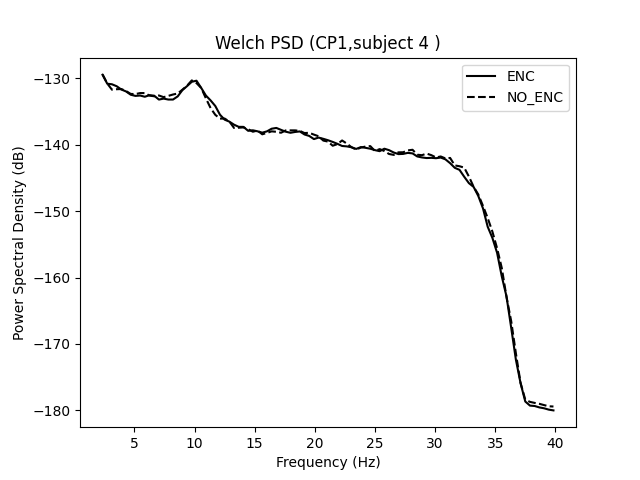 Welch PSD (CP1,subject 4 )
ENC
NO_ENC
Power Spectral Density (dB)
−130
−140
−150
−160
−170
−180
5 10 15 20 25 30 35 40
Frequency (Hz)